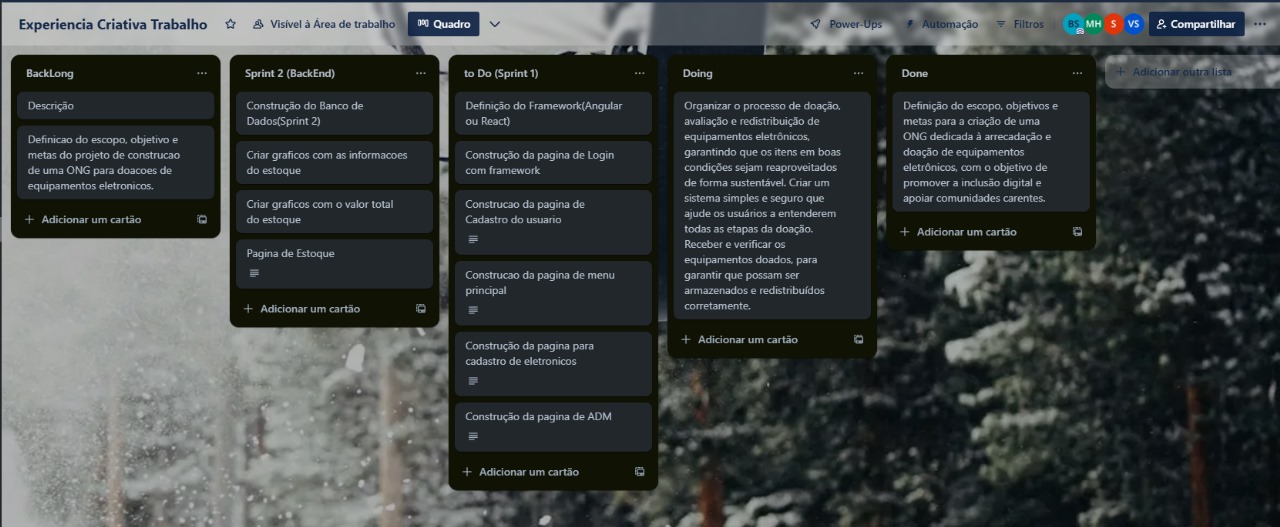 Experiencia Criativa Trabalho
Visível à Área de trabalho
Quadro
Power-Ups
Automação
Filtros
BS
MH
S
VS
Compartilhar
BackLong
Descrição
Definicao do escopo, objetivo e
metas do projeto de construcao
de uma ONG para doacoes de
equipamentos eletronicos.
Adicionar um cartão
Sprint 2 (BackEnd)
Construção do Banco de
Dados(Sprint 2)
Criar graficos com as informacoes
do estoque
Criar graficos com o valor total
do estoque
Pagina de Estoque
Adicionar um cartão
to Do (Sprint 1)
Definição do Framework(Angular
ou React)
Construção da pagina de Login
com framework
Construcao da pagina de
Cadastro do usuario
Construcao da pagina de menu
principal
Construção da pagina para
cadastro de eletronicos
Construção da pagina de ADM
Adicionar um cartão
Doing
Organizar o processo de doação,
avaliação e redistribuição de
equipamentos eletrônicos,
garantindo que os itens em boas
condições sejam reaproveitados
de forma sustentável. Criar um
sistema simples e seguro que
ajude os usuários a entenderem
todas as etapas da doação.
Receber e verificar os
equipamentos doados, para
garantir que possam ser
armazenados e redistribuídos
corretamente.
Adicionar um cartão
Done
Definição do escopo, objetivos e
metas para a criação de uma
ONG dedicada à arrecadação e
doação de equipamentos
eletrônicos, com o objetivo de
promover a inclusão digital e
apoiar comunidades carentes.
Adicionar um cartão
Adicionar outra lista